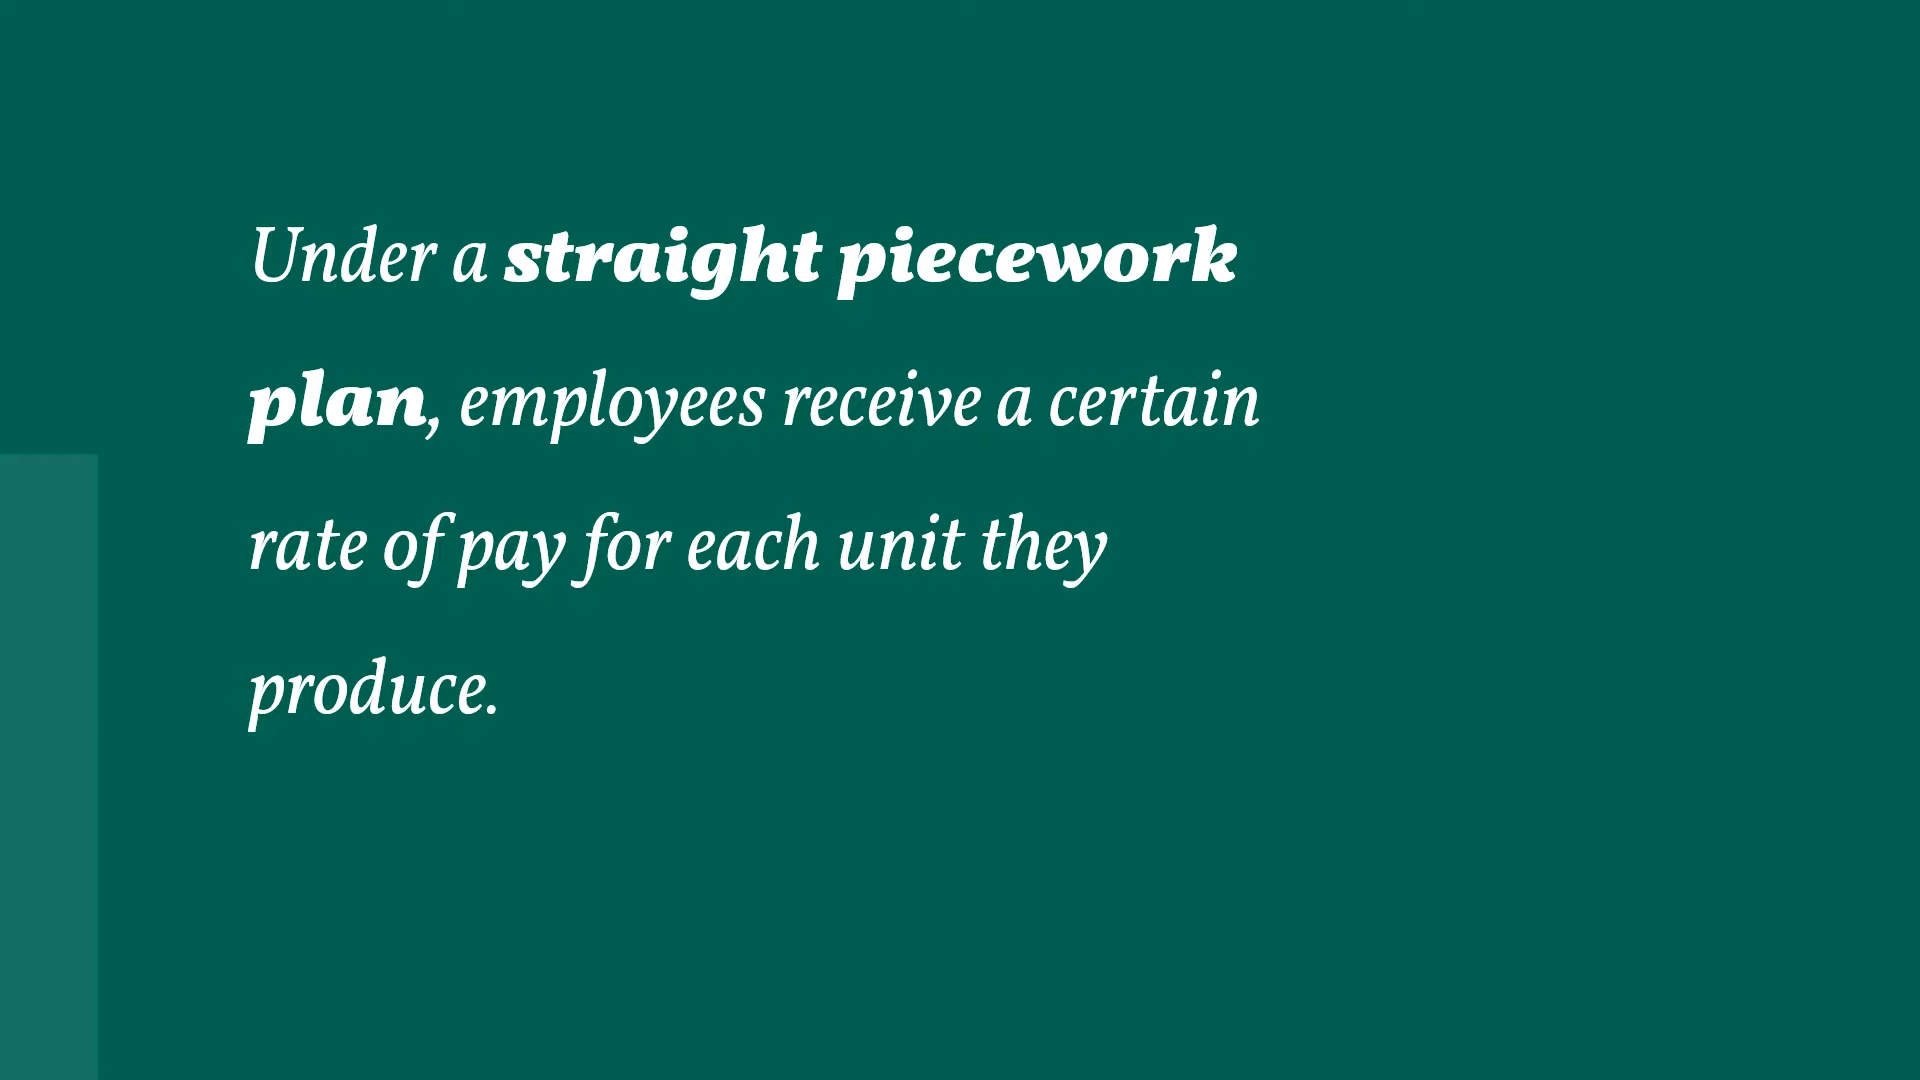 Under a straight piecework
plan, employees receive a certain
rate of pay for each unit they
produce.